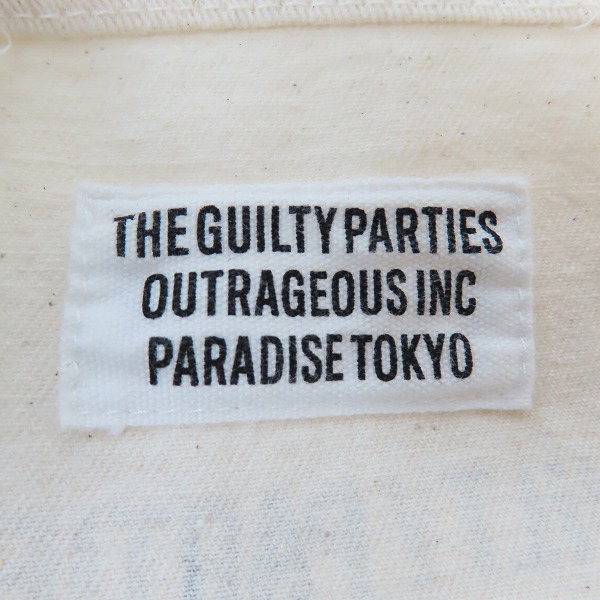 THE GUILTY PARTIES
OUTRAGEOUS INC
PARADISE TOKYO